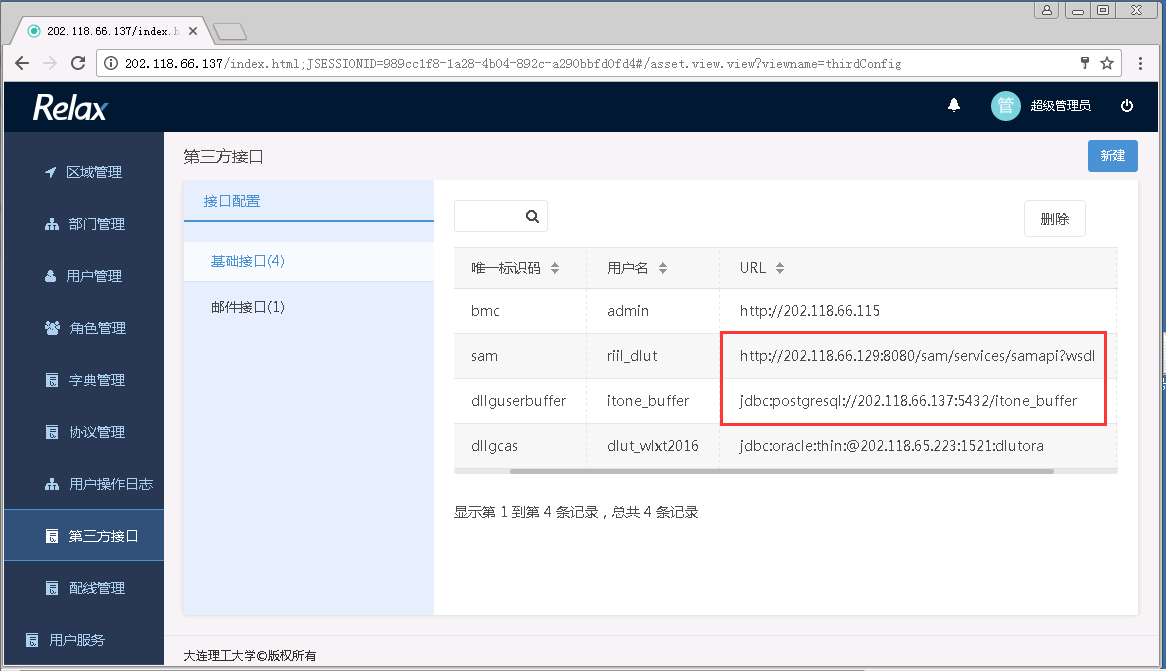 202.118.66.137/index.h
202.118.66.137/index.html;JSESSIONID=989cc1f8-1a28-4b04-892c-a290bbfd0fd4#/asset.view.view?viewname=thirdConfig
Relax
管 超级管理员
区域管理
部门管理
用户管理
角色管理
字典管理
协议管理
用户操作日志
第三方接口
配线管理
用户服务
第三方接口
新建
接口配置
基础接口(4)
邮件接口(1)
删除
唯一标识码 用户名 URL
bmc admin http://202.118.66.115
sam riil_dlut http://202.118.66.129:8080/sam/services/samapi?wsdl
dllguserbuffer itone_buffer jdbc:postgresql://202.118.66.137:5432/itone_buffer
dllgcas dlut_wlxt2016 jdbc:oracle:thin:@202.118.65.223:1521:dlutora
显示第 1 到第 4 条记录，总共 4 条记录
大连理工大学©版权所有